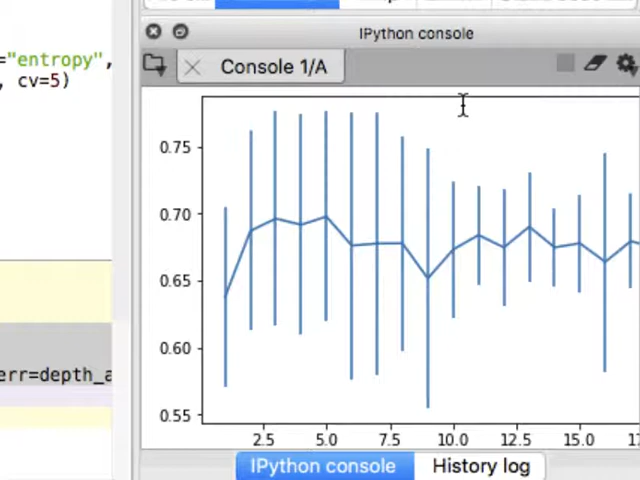 IPython console
="entropy",
, cv=5)
Console 1/A
0.75
0.70
0.65
0.60
err=depth_a
0.55
2.5 5.0 7.5 10.0 12.5 15.0
IPython console History log